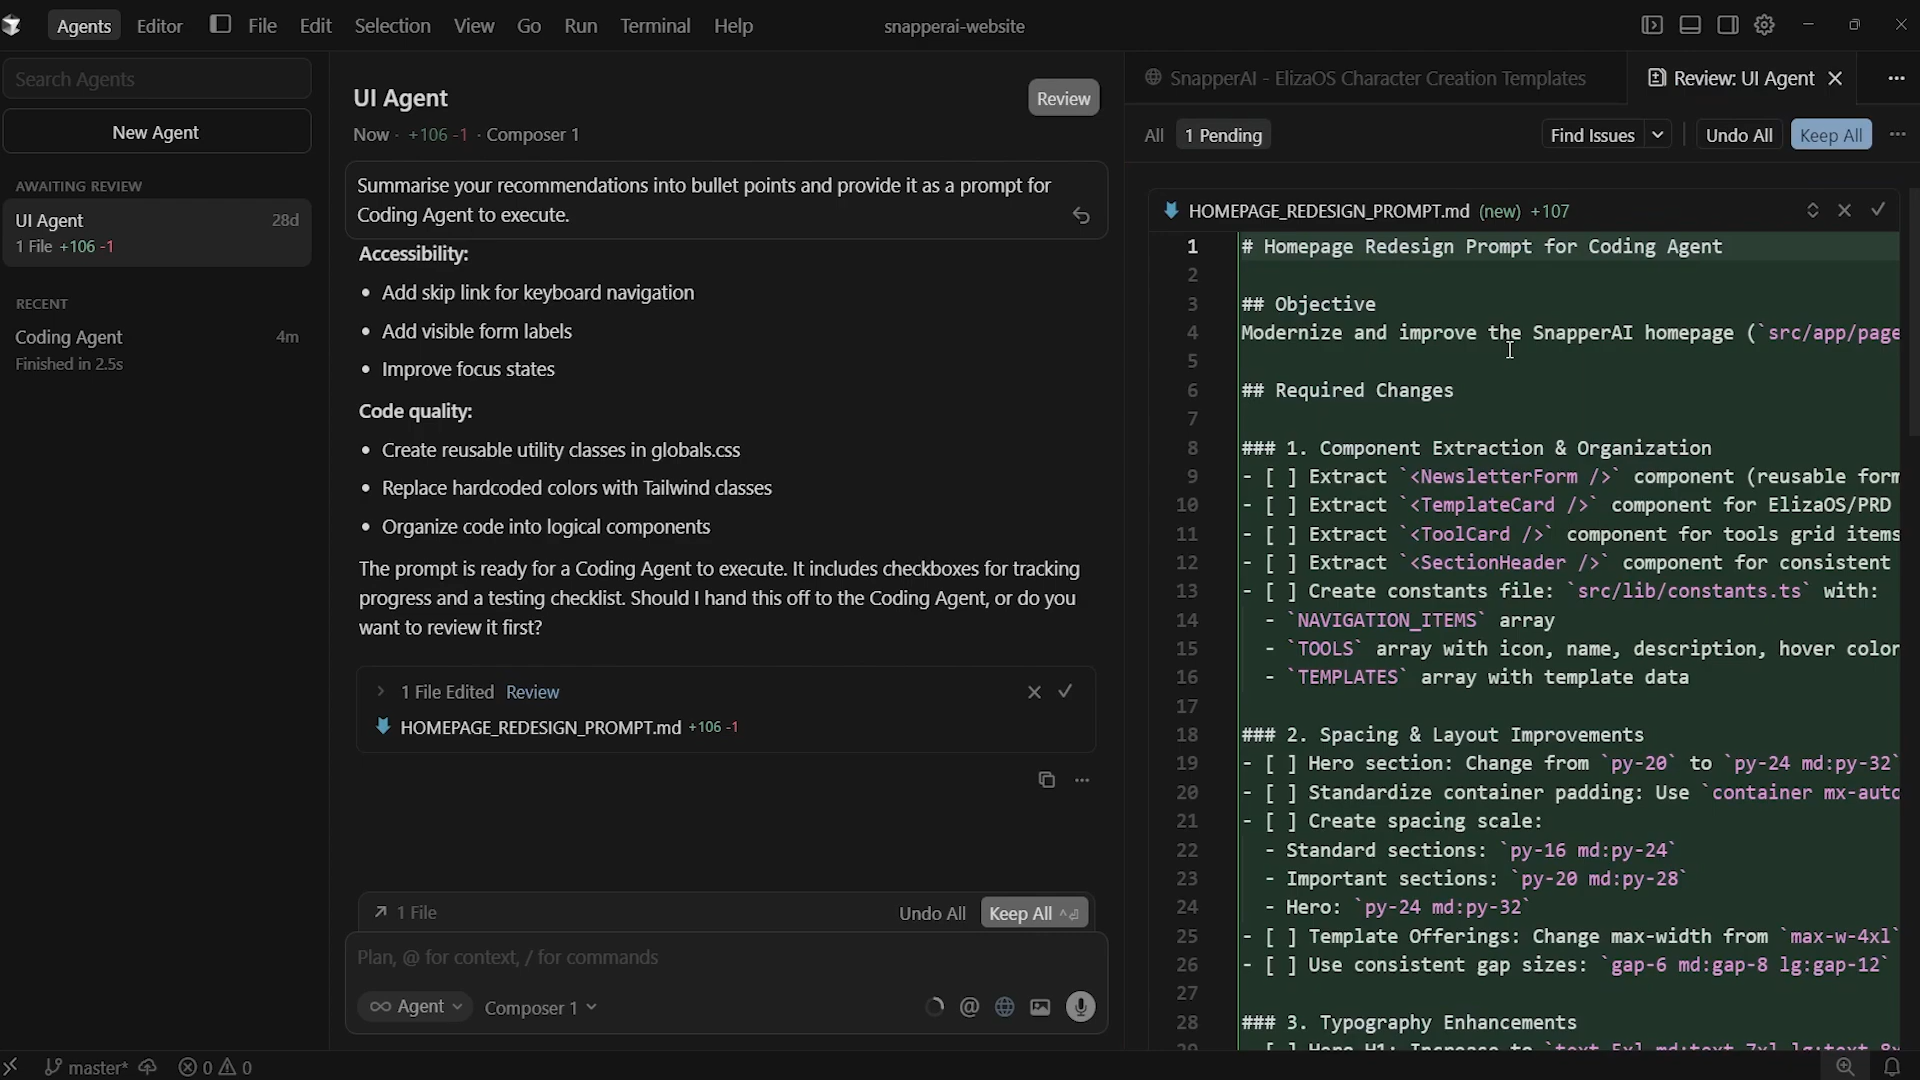 Agents Editor File Edit Selection View Go Run Terminal Help snapperai-website
Search Agents
New Agent
AWAITING REVIEW
UI Agent 28d
1 File +106 -1
RECENT
Coding Agent 4m
Finished in 2.5s
UI Agent
Review
Now · +106 -1 · Composer 1
Summarise your recommendations into bullet points and provide it as a prompt for
Coding Agent to execute.
Accessibility:
• Add skip link for keyboard navigation
• Add visible form labels
• Improve focus states
Code quality:
• Create reusable utility classes in globals.css
• Replace hardcoded colors with Tailwind classes
• Organize code into logical components
The prompt is ready for a Coding Agent to execute. It includes checkboxes for tracking
progress and a testing checklist. Should I hand this off to the Coding Agent, or do you
want to review it first?
1 File Edited Review
HOMEPAGE_REDESIGN_PROMPT.md +106 -1
1 File Undo All Keep All
Plan, @ for context, / for commands
Agent Composer 1
SnapperAI - ElizaOS Character Creation Templates Review: UI Agent
All 1 Pending Find Issues Undo All Keep All
HOMEPAGE_REDESIGN_PROMPT.md (new) +107
1 # Homepage Redesign Prompt for Coding Agent
2
3 ## Objective
4 Modernize and improve the SnapperAI homepage (`src/app/page
5
6 ## Required Changes
7
8 ### 1. Component Extraction & Organization
9 - [ ] Extract `<NewsletterForm />` component (reusable form
10 - [ ] Extract `<TemplateCard />` component for ElizaOS/PRD
11 - [ ] Extract `<ToolCard />` component for tools grid items
12 - [ ] Extract `<SectionHeader />` component for consistent
13 - [ ] Create constants file: `src/lib/constants.ts` with:
14 - `NAVIGATION_ITEMS` array
15 - `TOOLS` array with icon, name, description, hover color
16 - `TEMPLATES` array with template data
17
18 ### 2. Spacing & Layout Improvements
19 - [ ] Hero section: Change from `py-20` to `py-24 md:py-32`
20 - [ ] Standardize container padding: Use `container mx-auto
21 - [ ] Create spacing scale:
22 - Standard sections: `py-16 md:py-24`
23 - Important sections: `py-20 md:py-28`
24 - Hero: `py-24 md:py-32`
25 - [ ] Template Offerings: Change max-width from `max-w-4xl`
26 - [ ] Use consistent gap sizes: `gap-6 md:gap-8 lg:gap-12`
27
28 ### 3. Typography Enhancements
29 - [ ] Hero H1: Increase to `text-5xl md:text-7xl lg:text-8x
master* 0 0